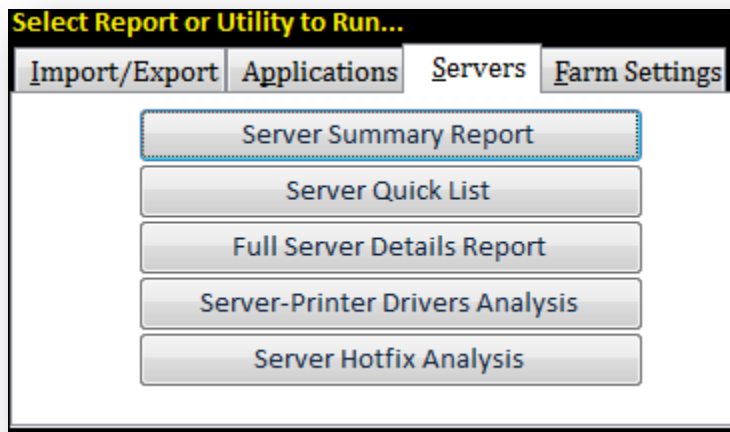 Select Report or Utility to Run...
Import/Export Applications Servers Farm Settings
Server Summary Report
Server Quick List
Full Server Details Report
Server-Printer Drivers Analysis
Server Hotfix Analysis